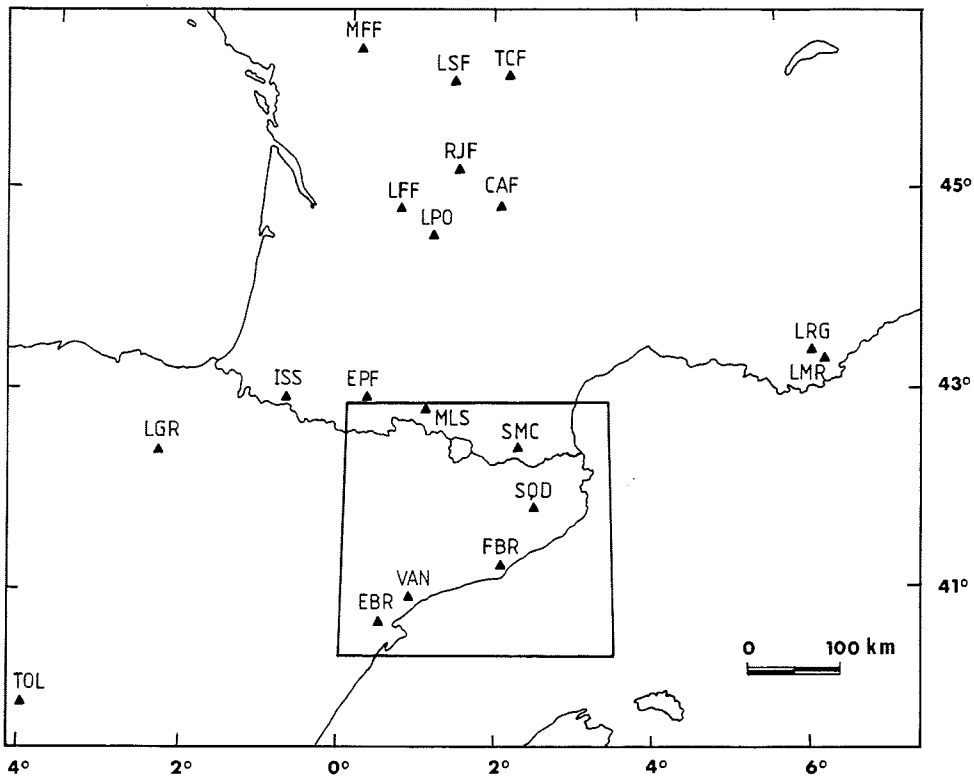 MFF
LSF
TCF
RJF
CAF
LFF
LPO
45°
LRG
LMR
43°
ISS
EPF
MLS
LGR
SMC
SQD
FBR
41°
VAN
EBR
0 100 km
TOL
4° 2° 0° 2° 4° 6°